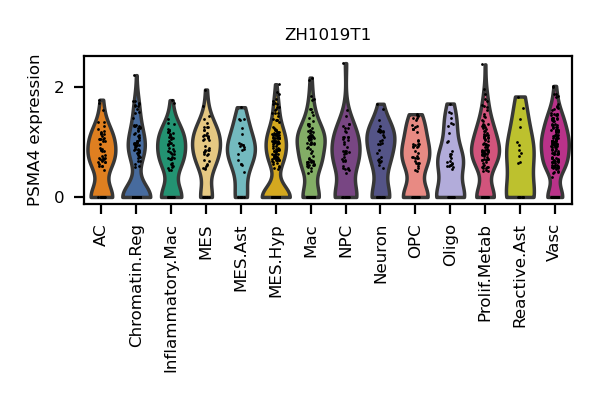 ZH1019T1
PSMA4 expression
2
0
AC
Chromatin.Reg
Inflammatory.Mac
MES
MES.Ast
MES.Hyp
Mac
NPC
Neuron
OPC
Oligo
Prolif.Metab
Reactive.Ast
Vasc